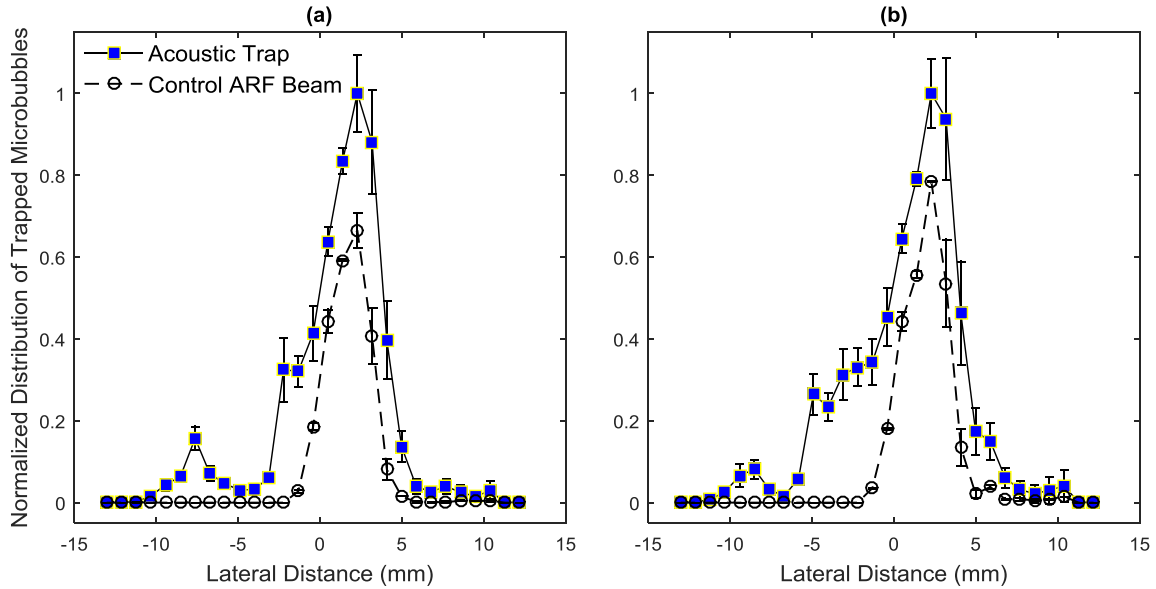 (a)
Normalized Distribution of Trapped Microbubbles
Acoustic Trap
Control ARF Beam
1
0.8
0.6
0.4
0.2
0
-15 -10 -5 0 5 10 15
Lateral Distance (mm)
(b)
1
0.8
0.6
0.4
0.2
0
-15 -10 -5 0 5 10 15
Lateral Distance (mm)